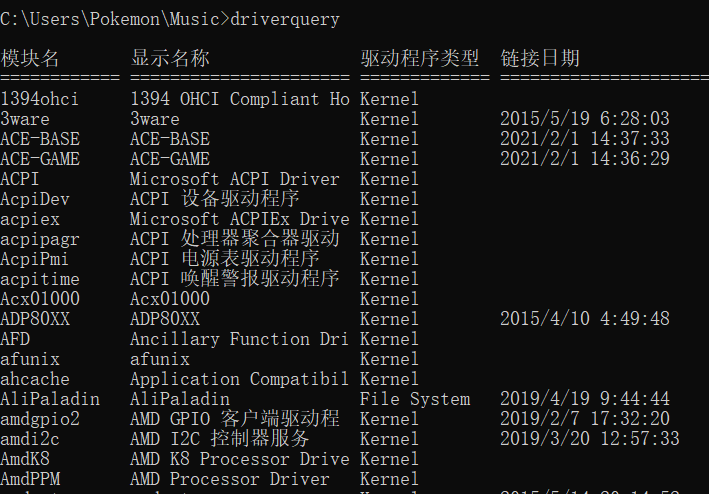 C:\Users\Pokemon\Music>driverquery
模块名 显示名称 驱动程序类型 链接日期
============ ====================== ============= ======================
1394ohci 1394 OHCI Compliant Ho Kernel
3ware 3ware Kernel 2015/5/19 6:28:03
ACE-BASE ACE-BASE Kernel 2021/2/1 14:37:33
ACE-GAME ACE-GAME Kernel 2021/2/1 14:36:29
ACPI Microsoft ACPI Driver Kernel
AcpiDev ACPI 设备驱动程序 Kernel
acpiex Microsoft ACPIEx Drive Kernel
acpipagr ACPI 处理器聚合器驱动 Kernel
AcpiPmi ACPI 电源表驱动程序 Kernel
acpitime ACPI 唤醒警报驱动程序 Kernel
Acx01000 Acx01000 Kernel
ADP80XX ADP80XX Kernel 2015/4/10 4:49:48
AFD Ancillary Function Dri Kernel
afunix afunix Kernel
ahcache Application Compatibil Kernel
AliPaladin AliPaladin File System 2019/4/19 9:44:44
amdgpio2 AMD GPIO 客户端驱动程 Kernel 2019/2/7 17:32:20
amdi2c AMD I2C 控制器服务 Kernel 2019/3/20 12:57:33
AmdK8 AMD K8 Processor Drive Kernel
AmdPPM AMD Processor Driver Kernel